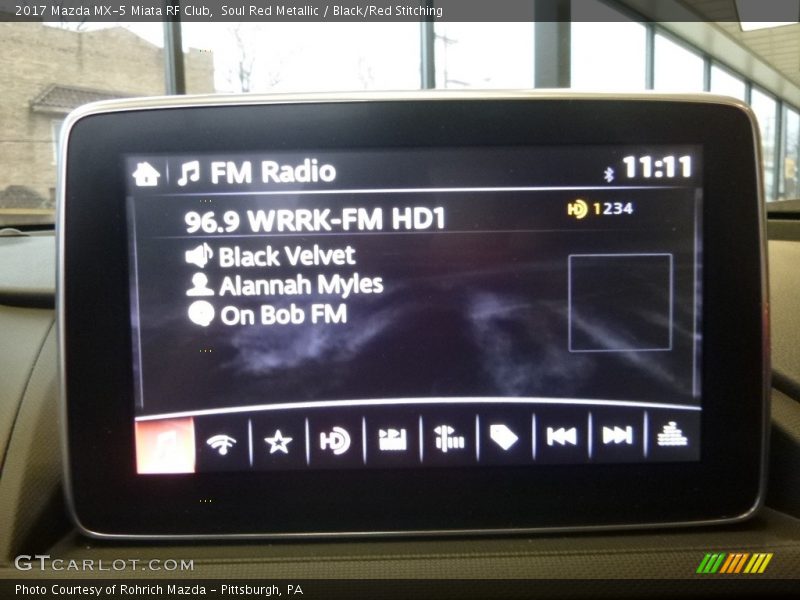 2017 Mazda MX-5 Miata RF Club, Soul Red Metallic / Black/Red Stitching
FM Radio 11:11
96.9 WRRK-FM HD1 HD 1234
Black Velvet
Alannah Myles
On Bob FM
HD
GTCARLOT.COM
Photo Courtesy of Rohrich Mazda - Pittsburgh, PA